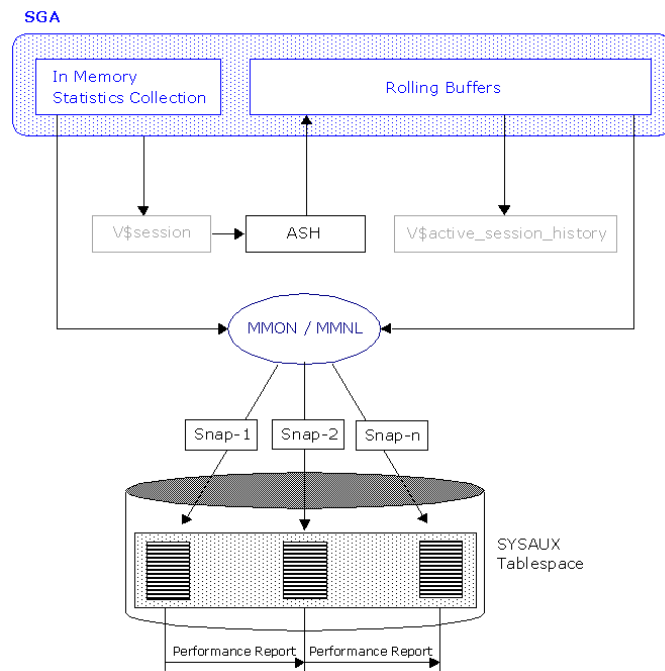 SGA
In Memory
Statistics Collection
Rolling Buffers
V$session
ASH
V$active_session_history
MMON / MMNL
Snap-1
Snap-2
Snap-n
SYSAUX
Tablespace
Performance Report
Performance Report